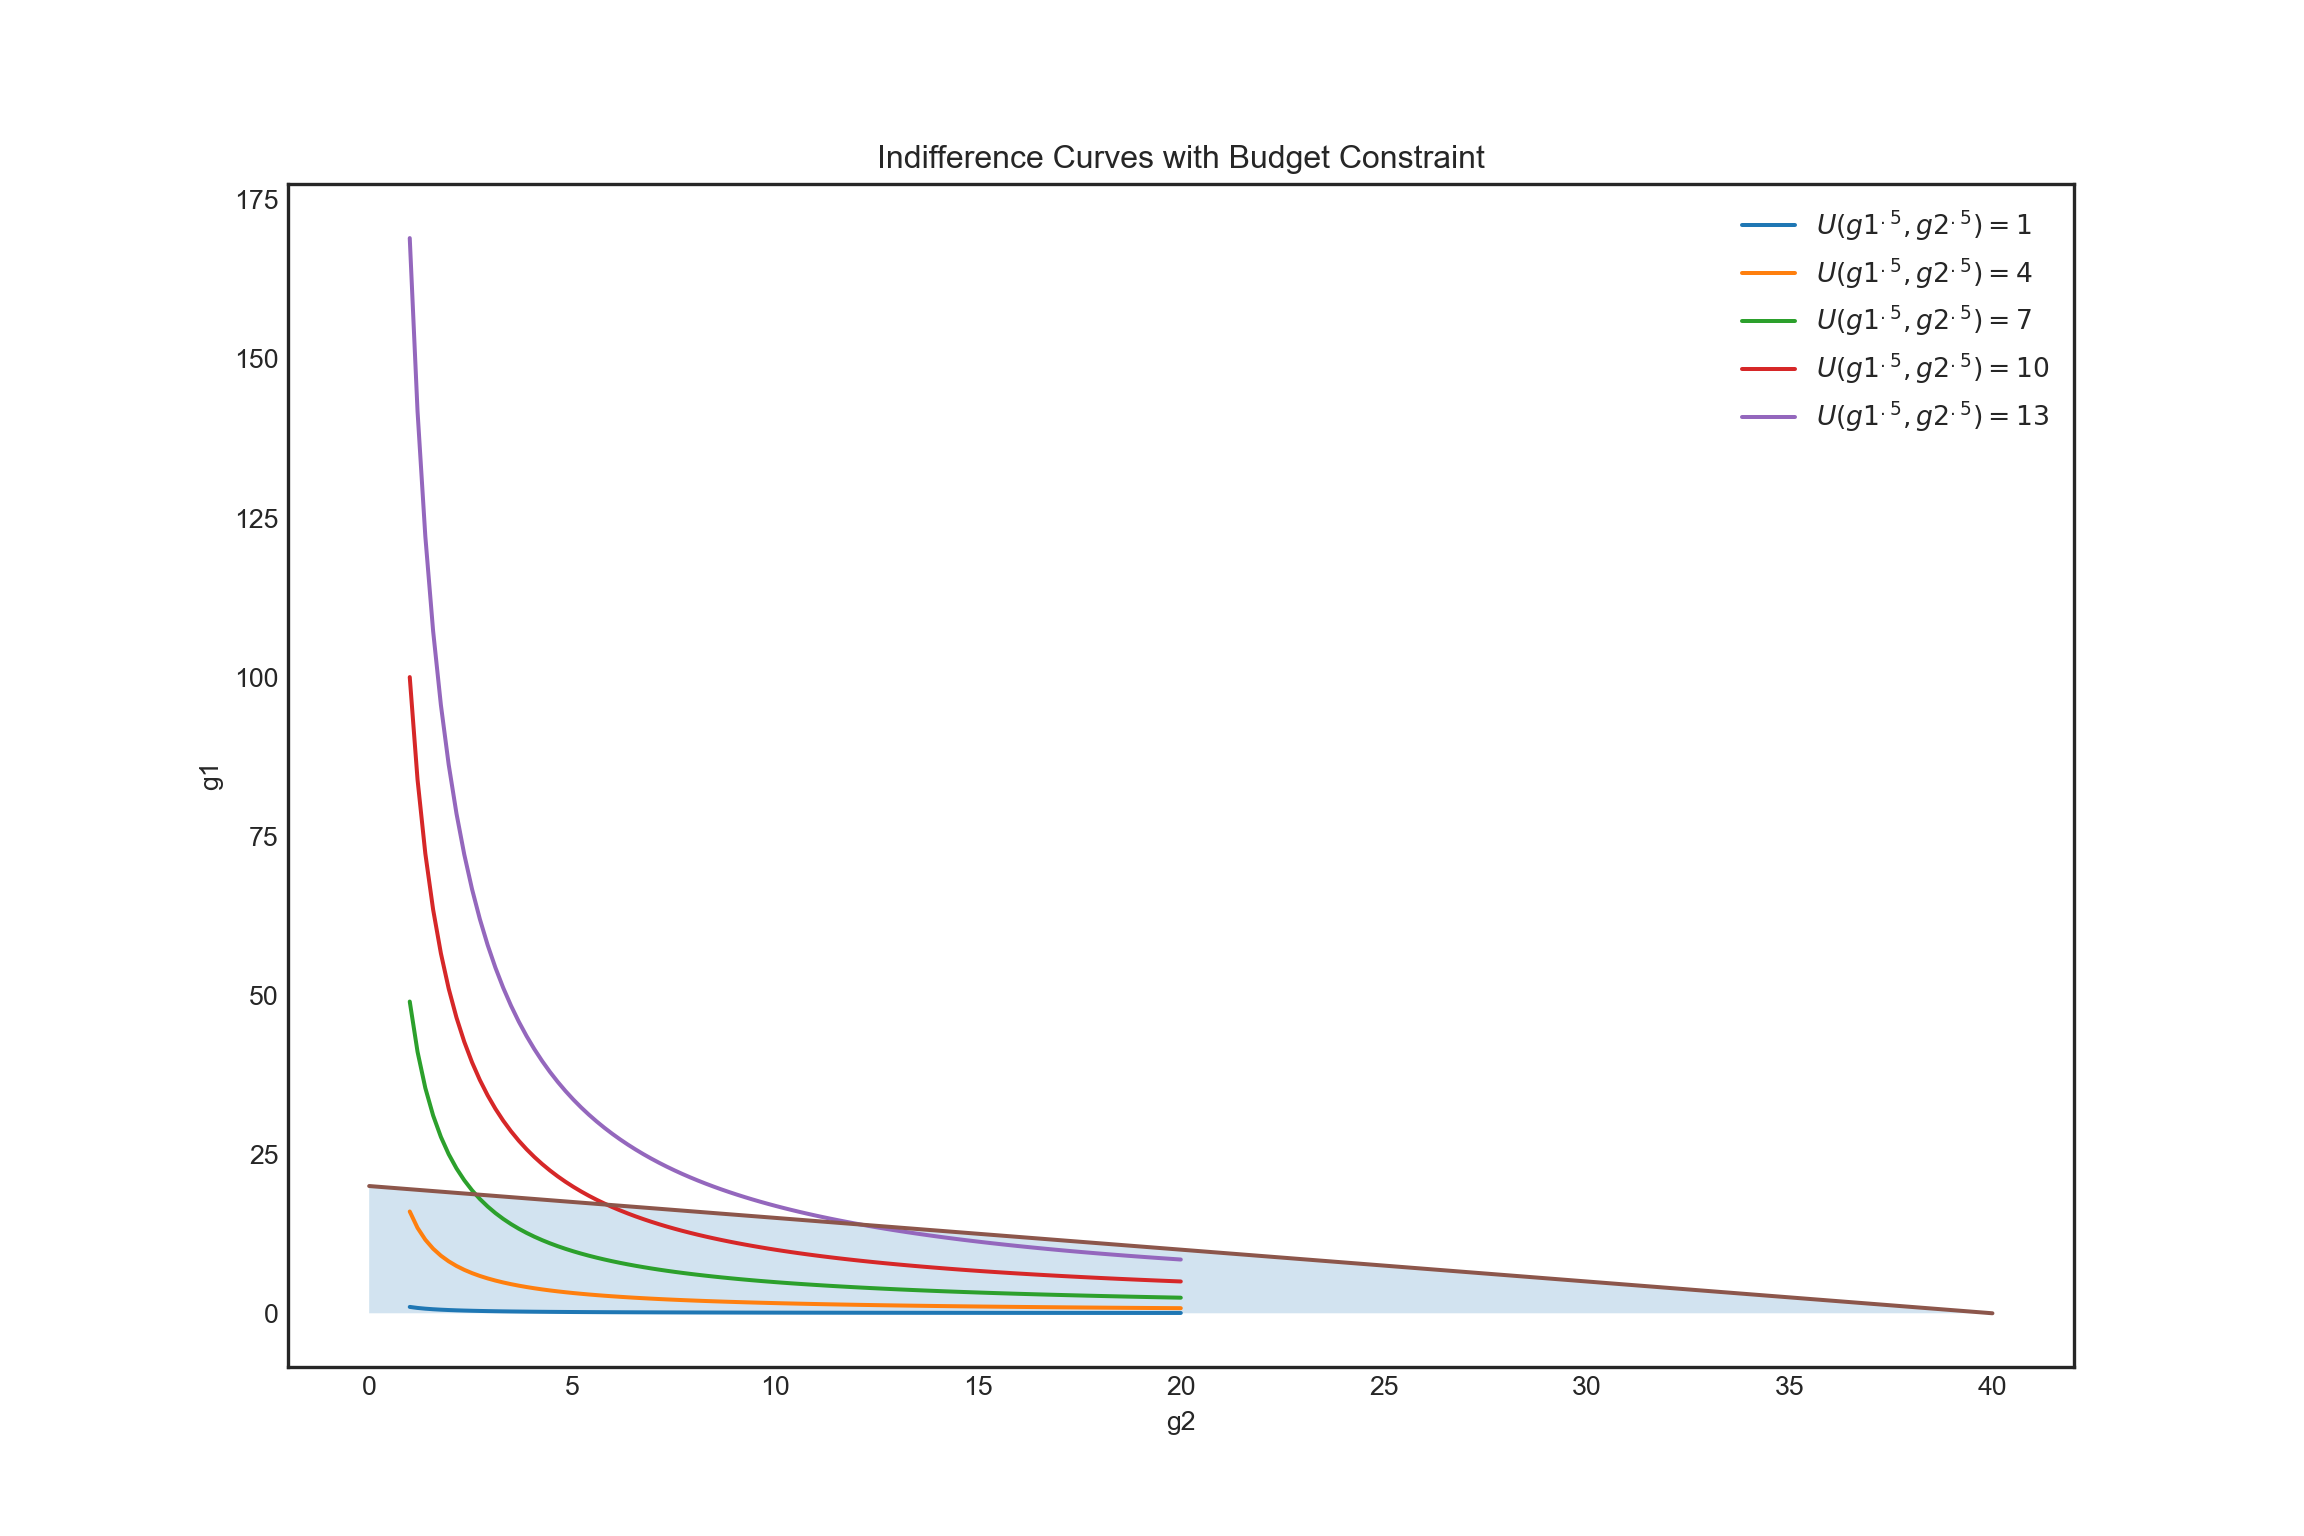 Indifference Curves with Budget Constraint
175
150
125
100
75
50
25
0
g1
U(g1^{.5}, g2^{.5}) = 1
U(g1^{.5}, g2^{.5}) = 4
U(g1^{.5}, g2^{.5}) = 7
U(g1^{.5}, g2^{.5}) = 10
U(g1^{.5}, g2^{.5}) = 13
0 5 10 15 20 25 30 35 40
g2